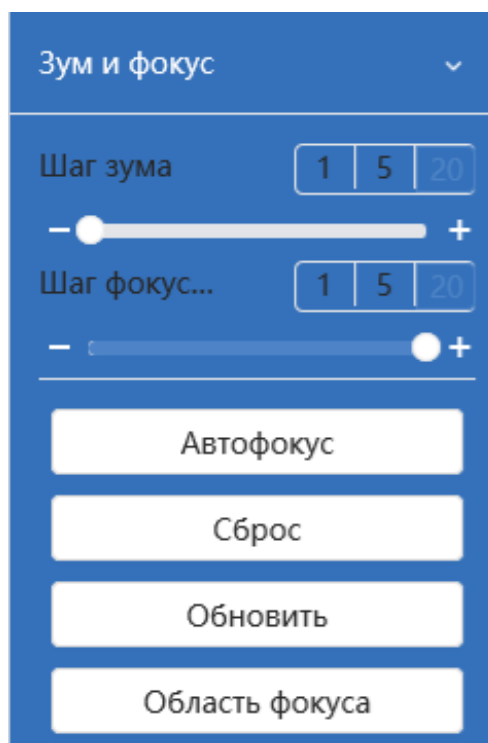 Зум и фокус
Шаг зума 1 5 20
− +
Шаг фокус... 1 5 20
− +
Автофокус
Сброс
Обновить
Область фокуса